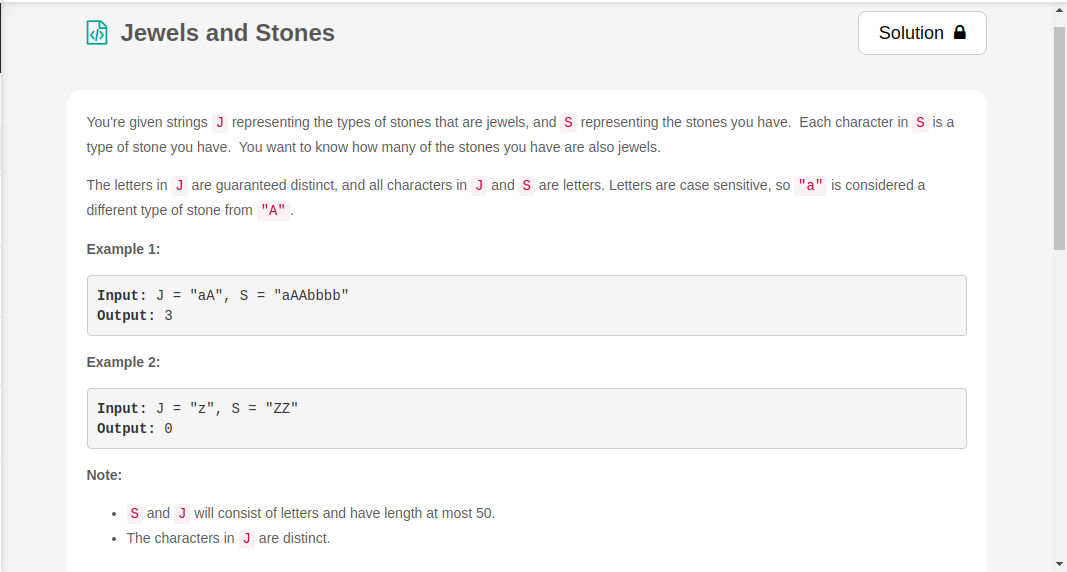 Jewels and Stones
Solution
You're given strings J representing the types of stones that are jewels, and S representing the stones you have. Each character in S is a
type of stone you have. You want to know how many of the stones you have are also jewels.
The letters in J are guaranteed distinct, and all characters in J and S are letters. Letters are case sensitive, so "a" is considered a
different type of stone from "A".
Example 1:
Input: J = "aA", S = "aAAbbbb"
Output: 3
Example 2:
Input: J = "z", S = "ZZ"
Output: 0
Note:
• S and J will consist of letters and have length at most 50.
• The characters in J are distinct.